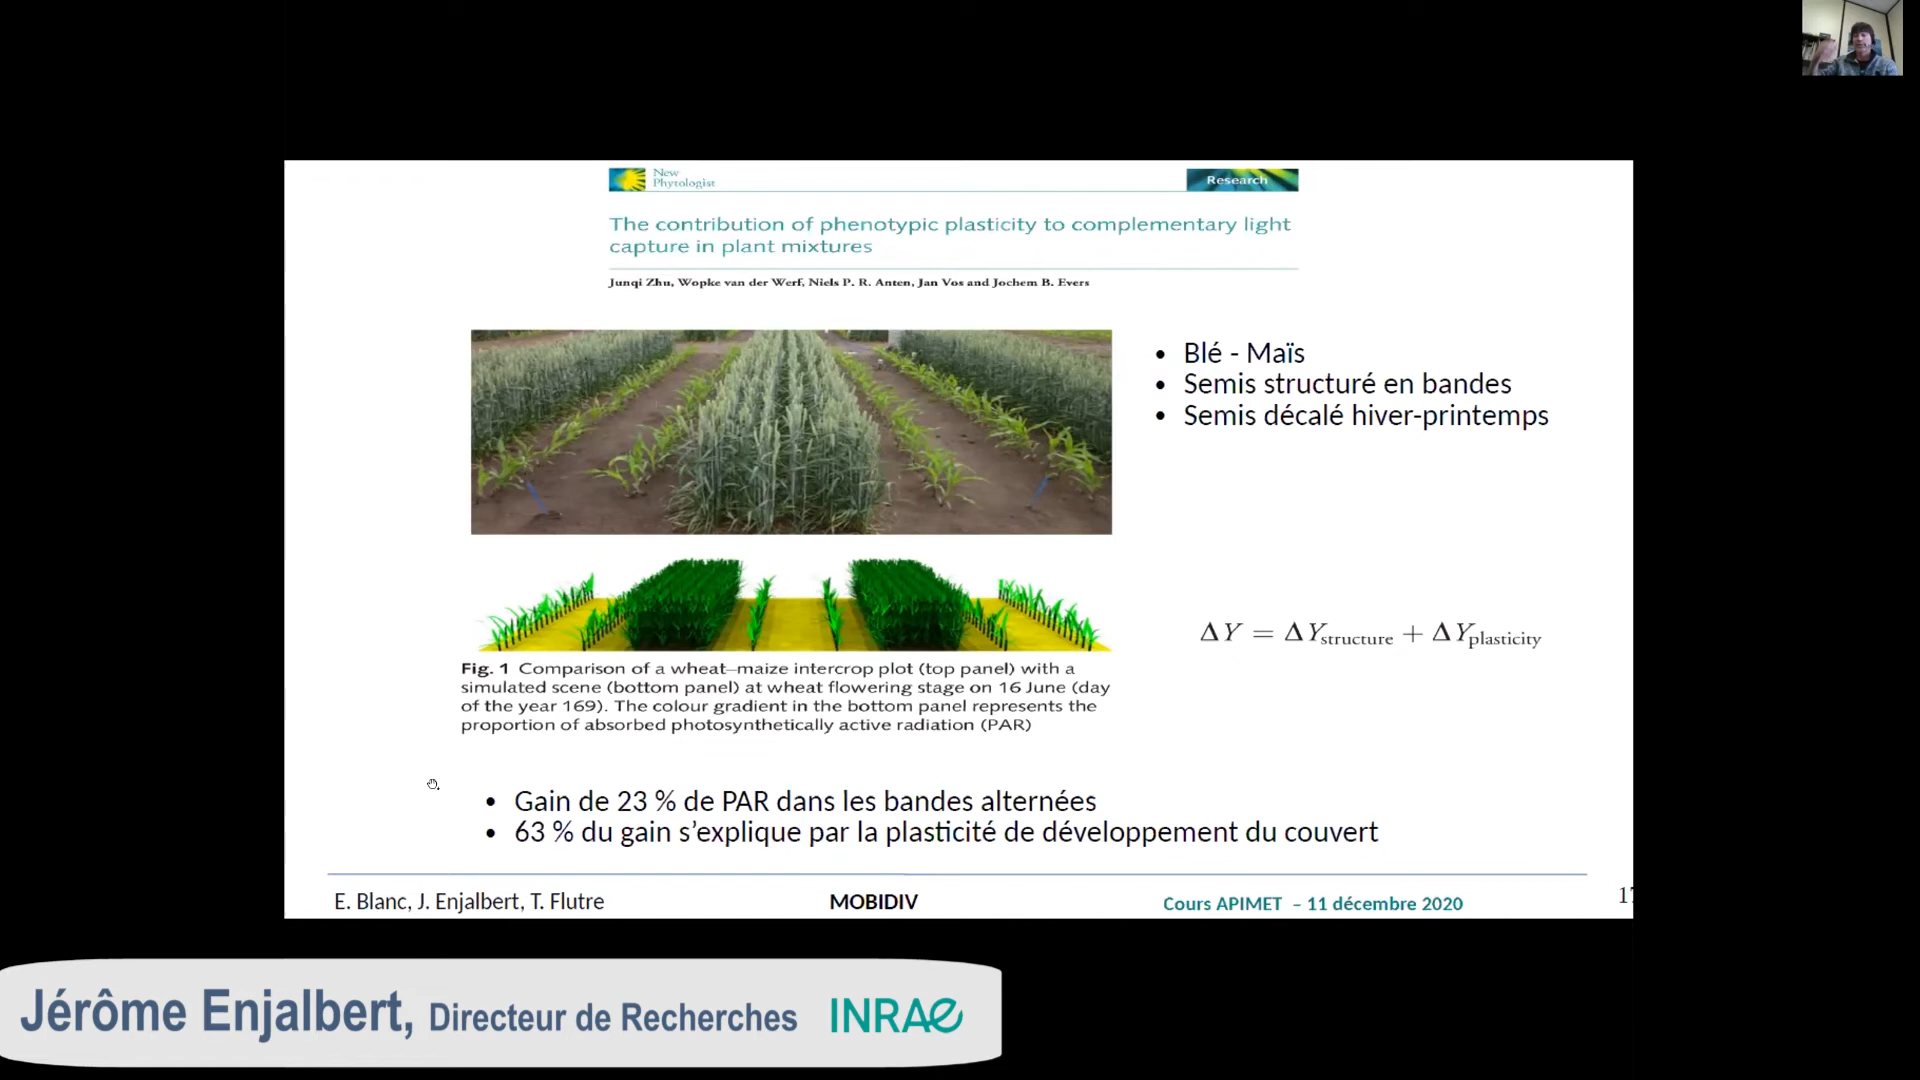 New
Phytologist
Research
The contribution of phenotypic plasticity to complementary light
capture in plant mixtures
Junqi Zhu, Wopke van der Werf, Niels P. R. Anten, Jan Vos and Jochem B. Evers
• Blé - Maïs
• Semis structuré en bandes
• Semis décalé hiver-printemps
ΔY = ΔYstructure + ΔYplasticity
Fig. 1 Comparison of a wheat–maize intercrop plot (top panel) with a
simulated scene (bottom panel) at wheat flowering stage on 16 June (day
of the year 169). The colour gradient in the bottom panel represents the
proportion of absorbed photosynthetically active radiation (PAR)
• Gain de 23 % de PAR dans les bandes alternées
• 63 % du gain s’explique par la plasticité de développement du couvert
E. Blanc, J. Enjalbert, T. Flutre
MOBIDIV
Cours APIMET – 11 décembre 2020
17
Jérôme Enjalbert, Directeur de Recherches INRAE